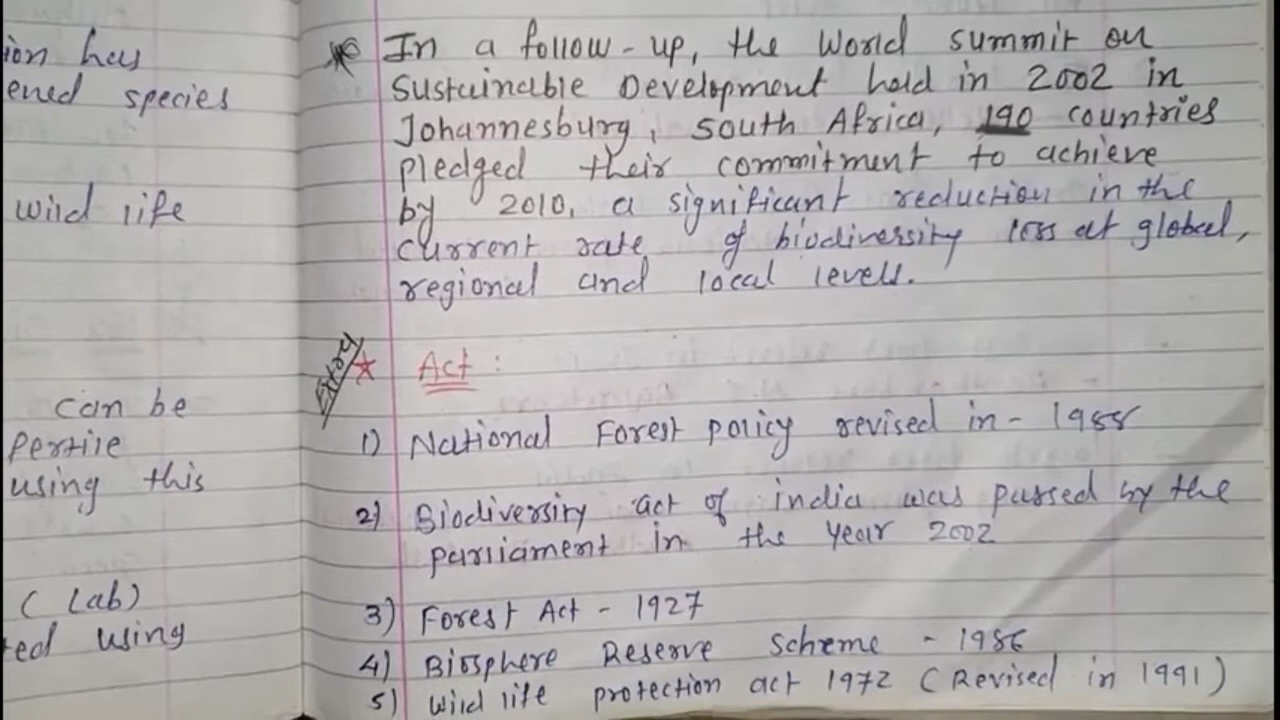 ion has
ened species
wild life
can be
Pertile
using this
(Lab)
ted using
In a follow-up, the World summit on
Sustainable Development held in 2002 in
Johannesburg, South Africa, 190 countries
pledged their commitment to achieve
by 2010, a significant reduction in the
current rate of biodiversity loss at global,
regional and local levels.
Extra
Act :
1) National Forest policy revised in - 1988
2) Biodiversity act of india was passed by the
parliament in the year 2002
3) Forest Act - 1927
4) Biosphere Reserve Scheme - 1986
5) Wild life protection act 1972 (Revised in 1991)